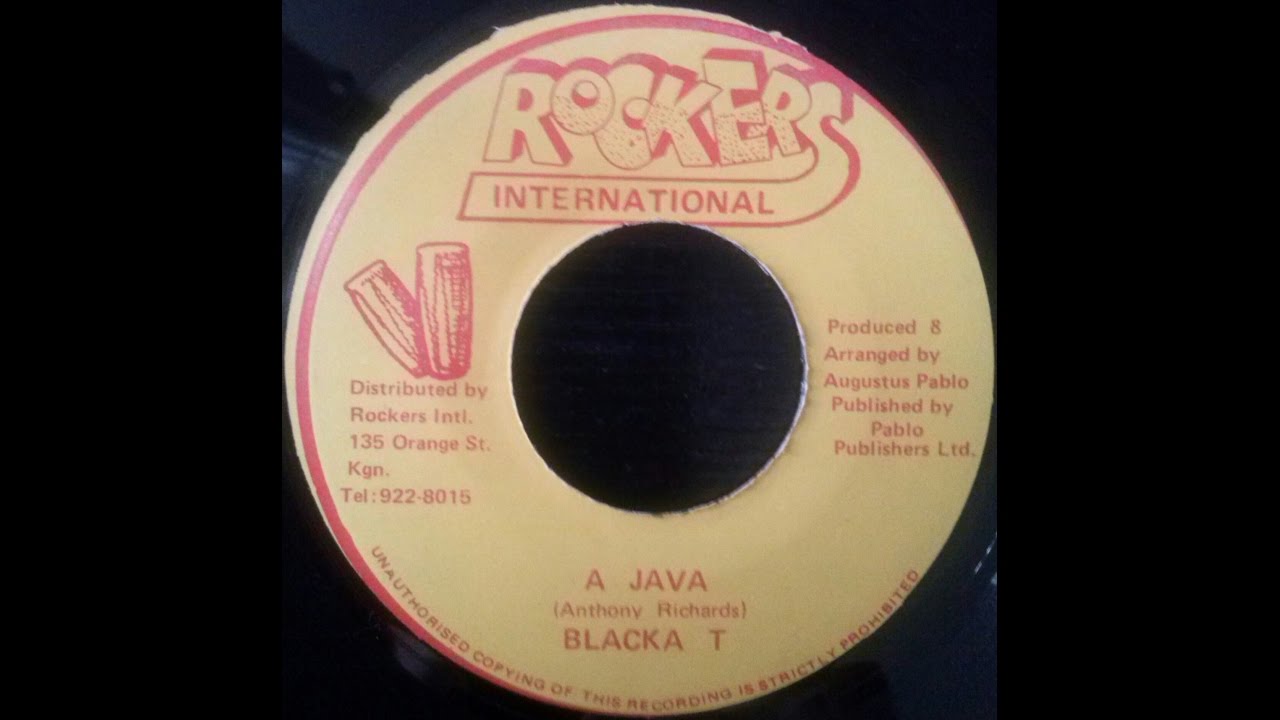 ROCKERS
INTERNATIONAL
Distributed by
Rockers Intl.
135 Orange St.
Kgn.
Tel:922-8015
Produced &
Arranged by
Augustus Pablo
Published by
Pablo
Publishers Ltd.
A JAVA
(Anthony Richards)
BLACKA T
UNAUTHORISED COPYING OF THIS RECORDING IS STRICTLY PROHIBITED